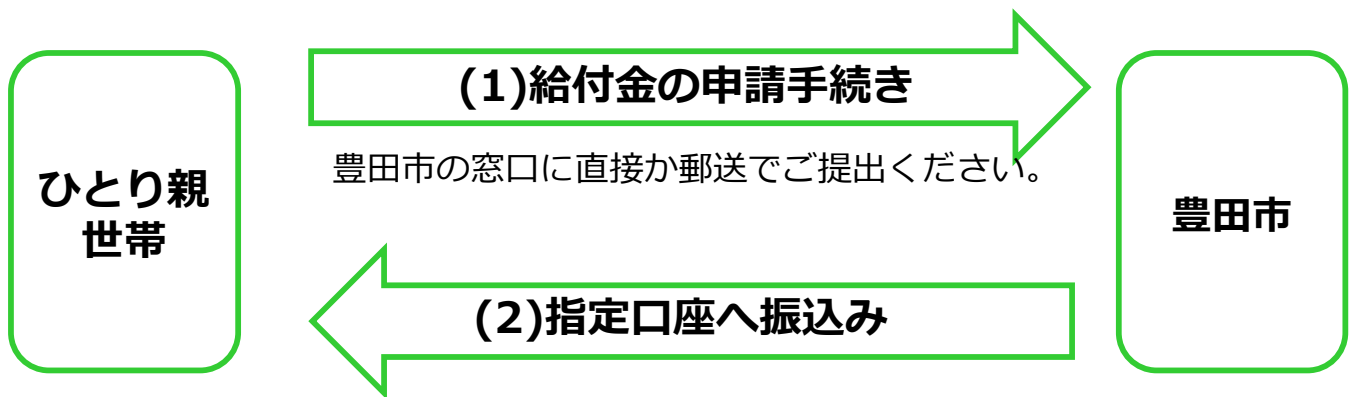 ひとり親
世帯
(1)給付金の申請手続き
豊田市の窓口に直接か郵送でご提出ください。
(2)指定口座へ振込み
豊田市